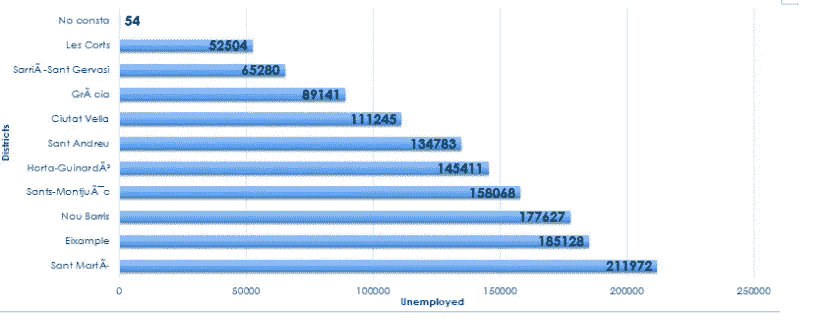 No consta 54
Les Corts 52504
SarriÃ-Sant Gervasi 65280
GrÃ cia 89141
Ciutat Vella 111245
Sant Andreu 134783
Horta-GuinardÃ³ 145411
Sants-MontjuÃ¯c 158068
Nou Barris 177627
Eixample 185128
Sant MartÃ- 211972
Districts
0 50000 100000 150000 200000 250000
Unemployed